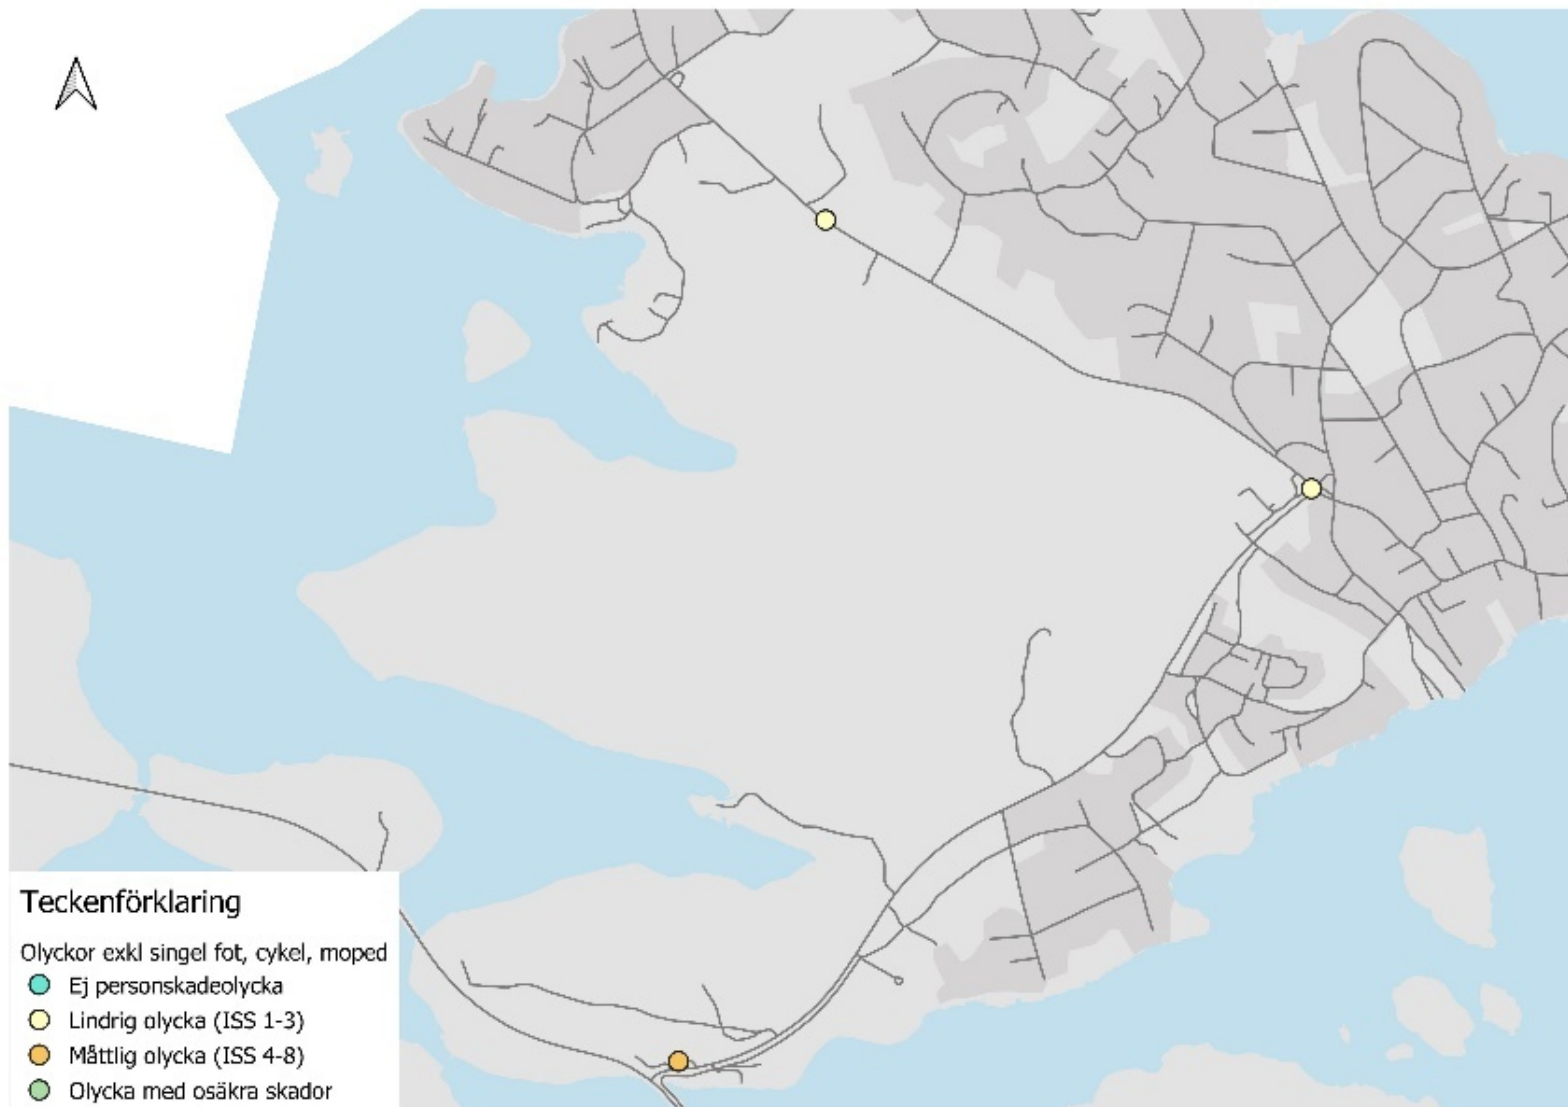 Teckenförklaring
Olyckor exkl singel fot, cykel, moped
Ej personskadeolycka
Lindrig olycka (ISS 1-3)
Måttlig olycka (ISS 4-8)
Olycka med osäkra skador